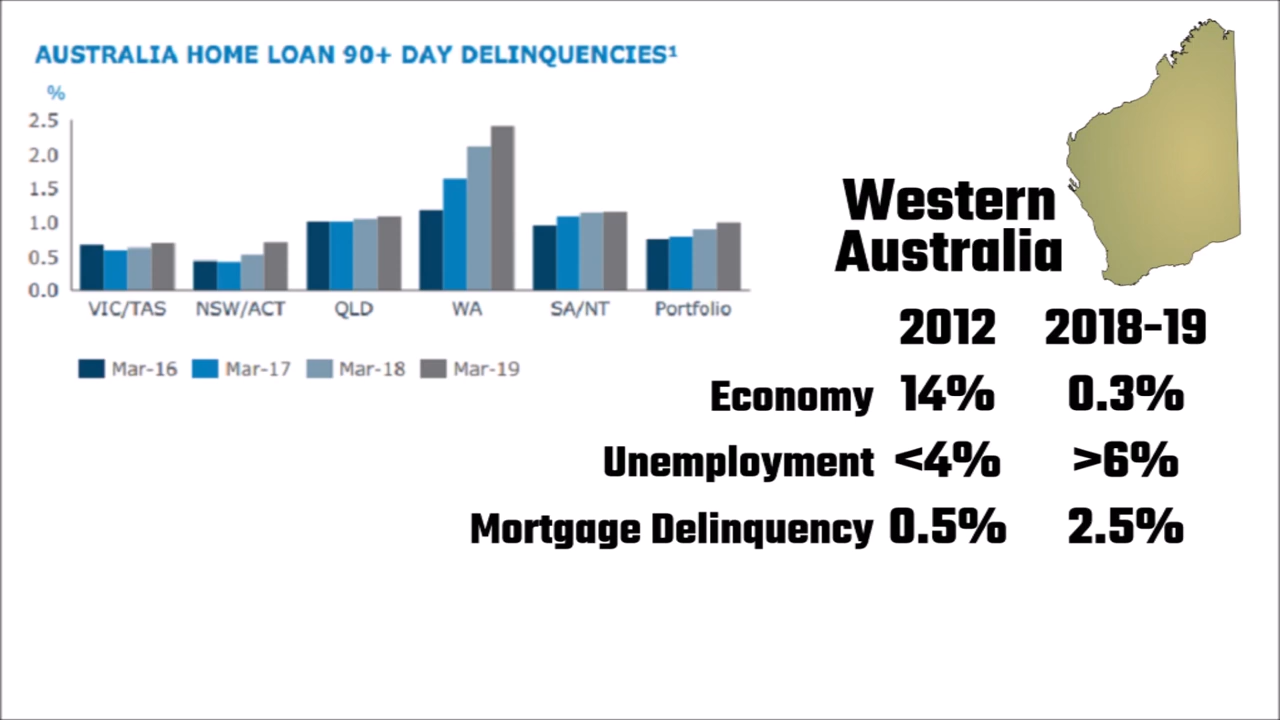 AUSTRALIA HOME LOAN 90+ DAY DELINQUENCIES¹
%
2.5
2.0
1.5
1.0
0.5
0.0
VIC/TAS NSW/ACT QLD WA SA/NT Portfolio
Mar-16 Mar-17 Mar-18 Mar-19
Western
Australia
2012 2018-19
Economy 14% 0.3%
Unemployment <4% >6%
Mortgage Delinquency 0.5% 2.5%